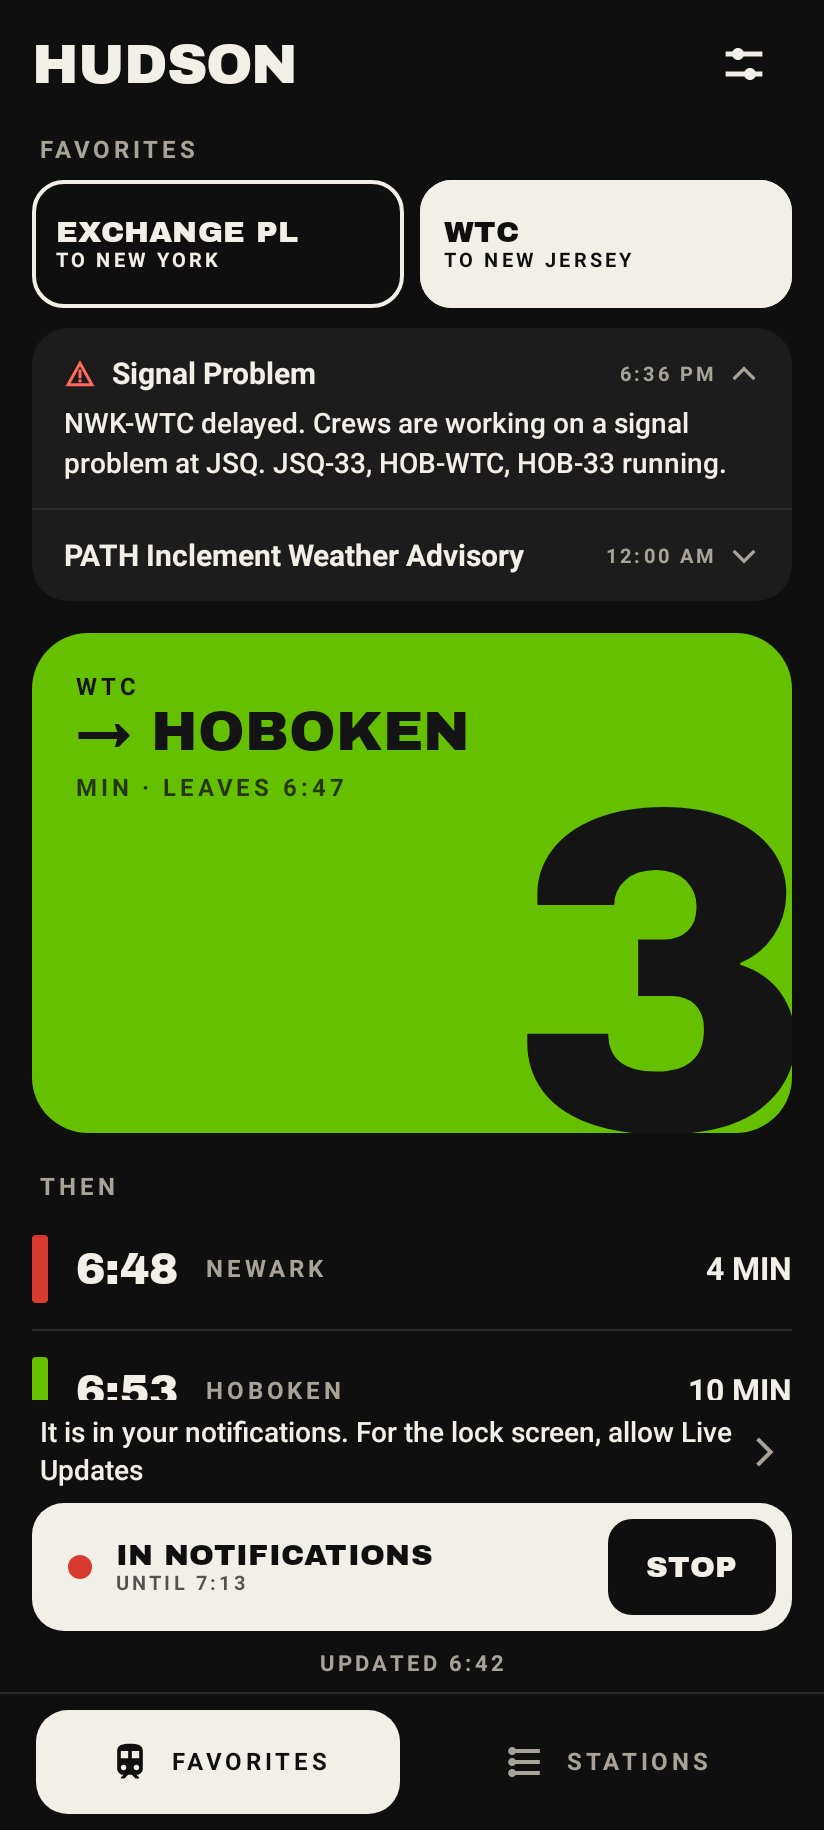 HUDSON
FAVORITES
EXCHANGE PL
TO NEW YORK
WTC
TO NEW JERSEY
Signal Problem
6:36 PM
NWK-WTC delayed. Crews are working on a signal
problem at JSQ. JSQ-33, HOB-WTC, HOB-33 running.
PATH Inclement Weather Advisory
12:00 AM
WTC
→ HOBOKEN
MIN · LEAVES 6:47
3
THEN
6:48 NEWARK 4 MIN
6:53 HOBOKEN 10 MIN
It is in your notifications. For the lock screen, allow Live
Updates
IN NOTIFICATIONS
UNTIL 7:13
STOP
UPDATED 6:42
FAVORITES
STATIONS